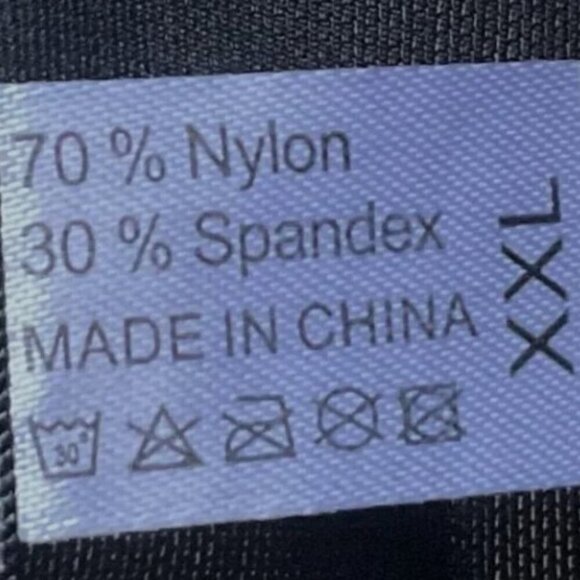 70 % Nylon
30 % Spandex
MADE IN CHINA
XXL
30°